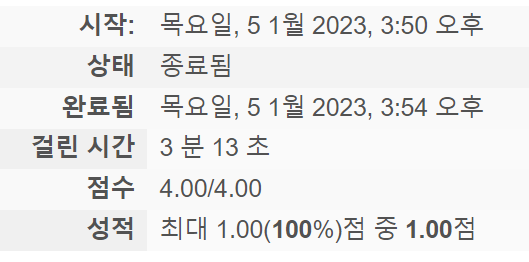 시작: 목요일, 5 1월 2023, 3:50 오후
상태 종료됨
완료됨 목요일, 5 1월 2023, 3:54 오후
걸린 시간 3 분 13 초
점수 4.00/4.00
성적 최대 1.00(100%)점 중 1.00점